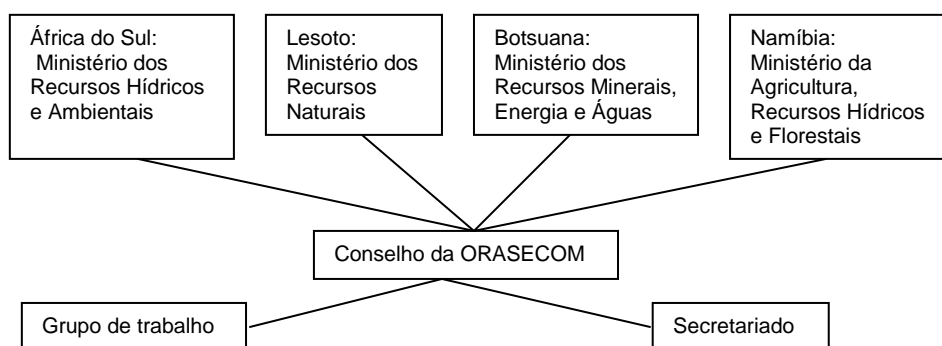 África do Sul:
Ministério dos
Recursos Hídricos
e Ambientais
Lesoto:
Ministério dos
Recursos
Naturais
Botsuana:
Ministério dos
Recursos Minerais,
Energia e Águas
Namíbia:
Ministério da
Agricultura,
Recursos Hídricos
e Florestais
Conselho da ORASECOM
Grupo de trabalho
Secretariado